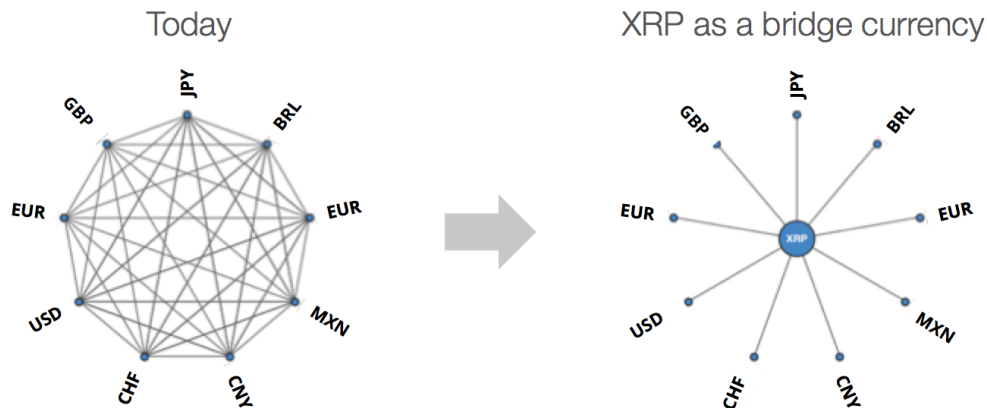 Today
JPY
GBP
BRL
EUR
EUR
USD
MXN
CHF
CNY
XRP as a bridge currency
JPY
GBP
BRL
EUR
EUR
XRP
USD
MXN
CHF
CNY